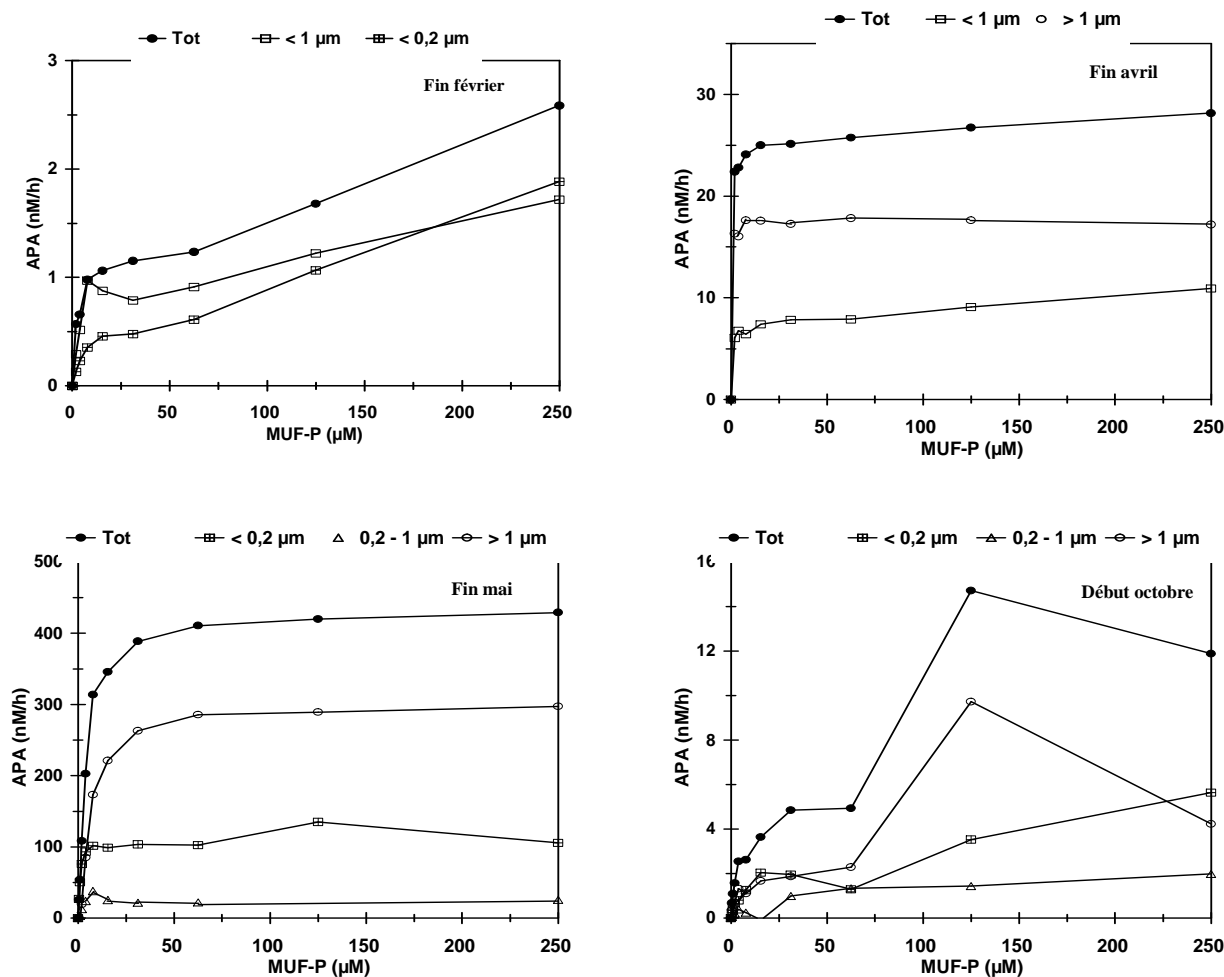 Tot < 1 µm < 0,2 µm
Fin février
3
2
1
0
APA (nM/h)
0 50 100 150 200 250
MUF-P (µM)
< 1 µm > 1 µm
Fin avril
30
20
10
0
APA (nM/h)
0 50 100 150 200 250
MUF-P (µM)
Tot < 0,2 µm 0,2 - 1 µm > 1 µm
Fin mai
400
300
200
100
0
APA (nM/h)
0 50 100 150 200 250
MUF-P (µM)
Tot < 0,2 µm 0,2 - 1 µm > 1 µm
Début octobre
16
12
8
4
0
APA (nM/h)
0 50 100 150 200 250
MUF-P (µM)